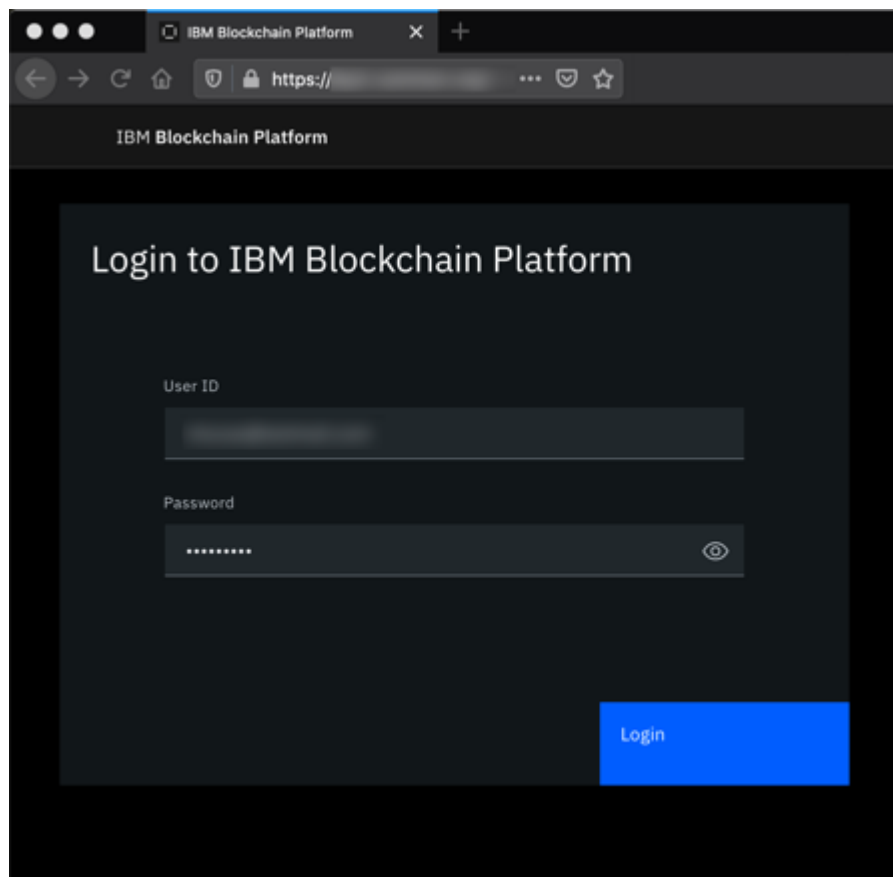 IBM Blockchain Platform
https://
IBM Blockchain Platform
Login to IBM Blockchain Platform
User ID
Password
•••••••••
Login